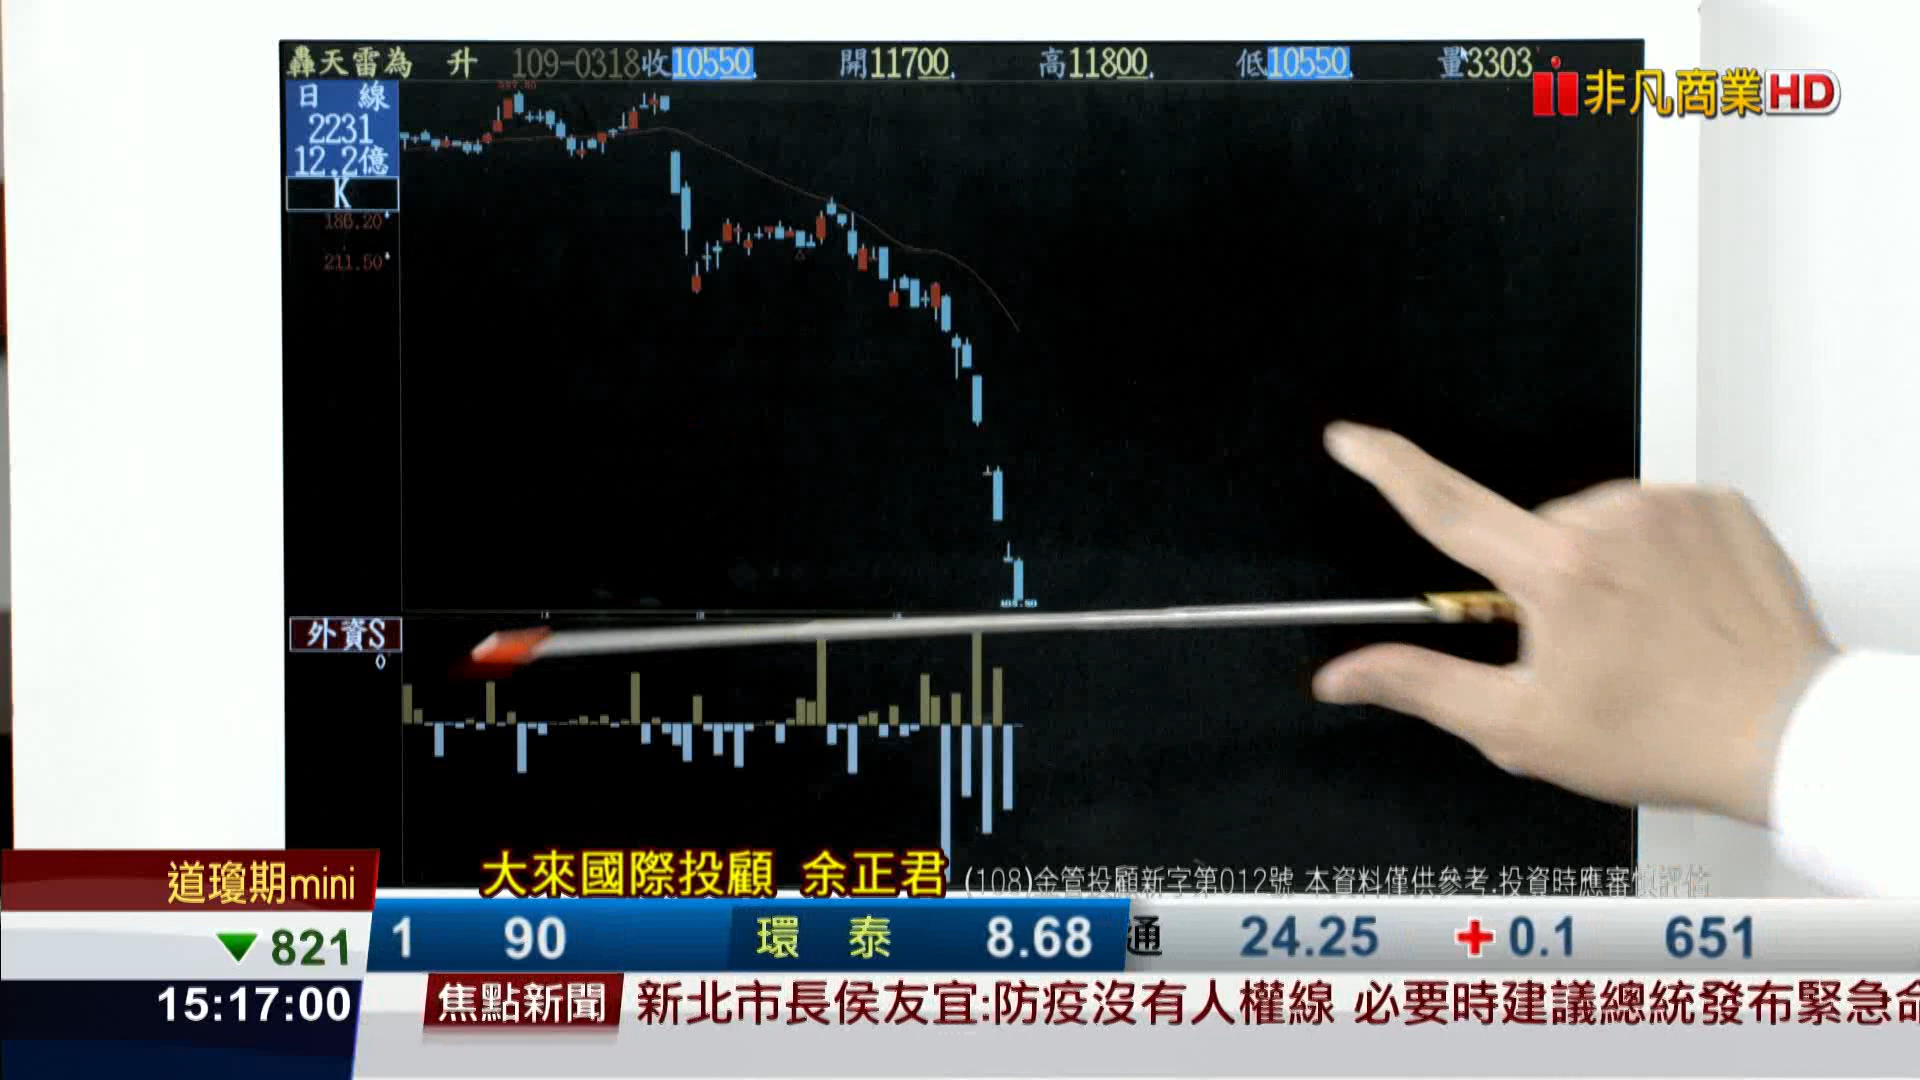 轟天雷為 升 109-0318收10550. 開11700. 高11800. 低10550. 量3303
非凡商業HD
日 線
2231
12.2億
K
186.20
211.50
外資S
0
道瓊期mini
大來國際投顧 余正君
(108)金管投顧新字第012號 本資料僅供參考.投資時應審慎評估
▼821
1 90 環 泰 8.68 通 24.25 +0.1 651
15:17:00
焦點新聞
新北市長侯友宜:防疫沒有人權線 必要時建議總統發布緊急命